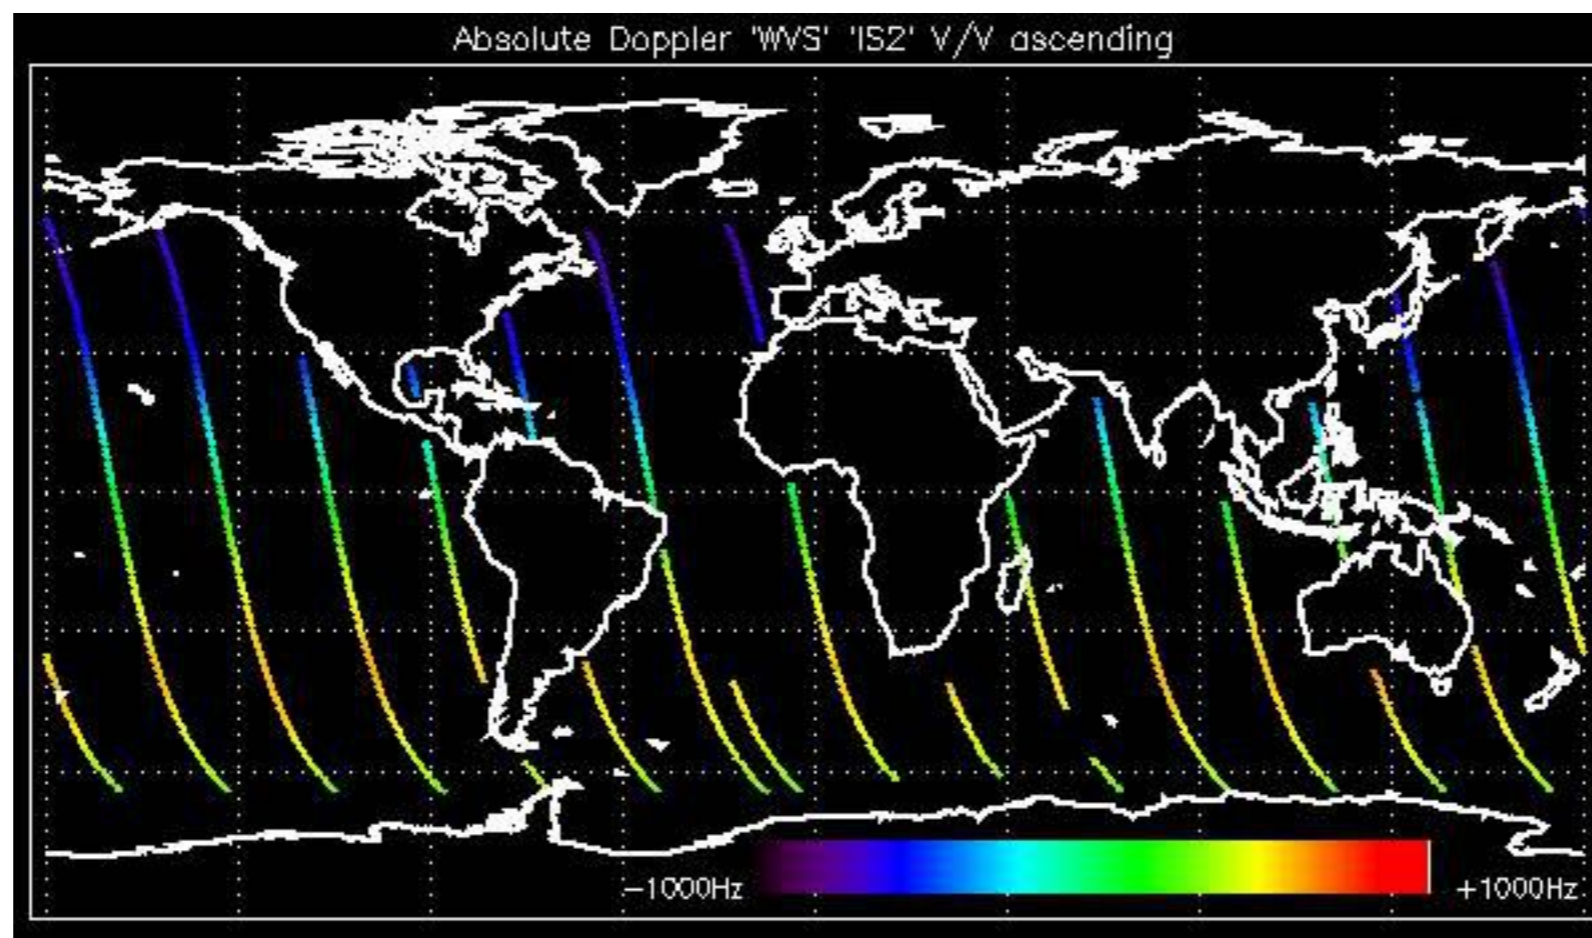 Absolute Doppler 'WVS' 'IS2' V/V ascending
-1000Hz +1000Hz